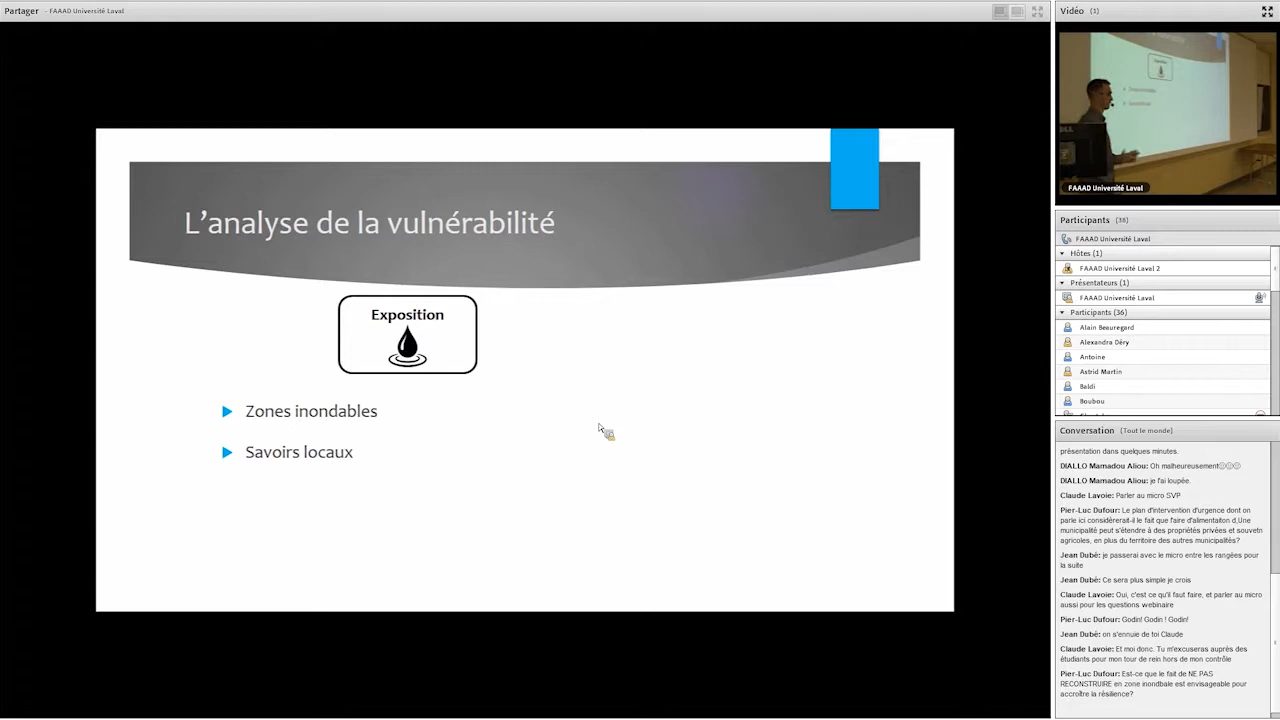 Partager - FAAAD Université Laval
L'analyse de la vulnérabilité
Exposition
Zones inondables
Savoirs locaux
Vidéo (1)
Exposition
DELL
FAAAD Université Laval
Participants (38)
FAAAD Université Laval
Hôtes (1)
FAAAD Université Laval 2
Présentateurs (1)
FAAAD Université Laval
Participants (36)
Alain Beauregard
Alexandra Déry
Antoine
Astrid Martin
Baldi
Boubou
Conversation (Tout le monde)
présentation dans quelques minutes.
DIALLO Mamadou Aliou: Oh malheureusement
DIALLO Mamadou Aliou: je l'ai loupée.
Claude Lavoie: Parler au micro SVP
Pier-Luc Dufour: Le plan d'intervention d'urgence dont on
parle ici considèrerait-il le fait que l'aire d'alimentaiton d,Une
municipalité peut s'étendre à des propriétés privées et souvetn
agricoles, en plus du territoire des autres municipalités?
Jean Dubé: je passerai avec le micro entre les rangées pour
la suite
Jean Dubé: Ce sera plus simple je crois
Claude Lavoie: Oui, c'est ce qu'il faut faire, et parler au micro
aussi pour les questions webinaire
Pier-Luc Dufour: Godin! Godin ! Godin!
Jean Dubé: on s'ennuie de toi Claude
Claude Lavoie: Et moi donc. Tu m'excuseras auprès des
étudiants pour mon tour de rein hors de mon contrôle
Pier-Luc Dufour: Est-ce que le fait de NE PAS
RECONSTRUIRE en zone inondbale est envisageable pour
accroître la résilience?